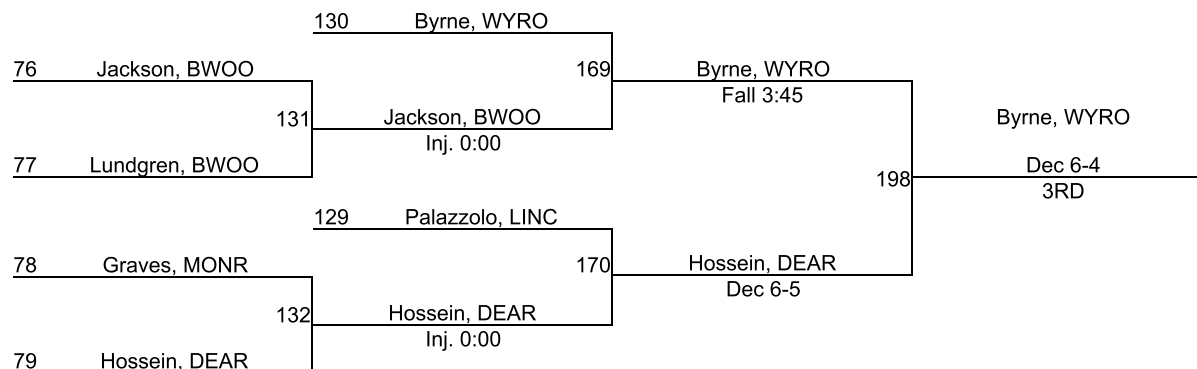 130 Byrne, WYRO
76 Jackson, BWOO
169 Byrne, WYRO
Fall 3:45
131 Jackson, BWOO
Inj. 0:00
Byrne, WYRO
77 Lundgren, BWOO
198 Dec 6-4
3RD
129 Palazzolo, LINC
78 Graves, MONR
170 Hossein, DEAR
Dec 6-5
132 Hossein, DEAR
Inj. 0:00
79 Hossein, DEAR